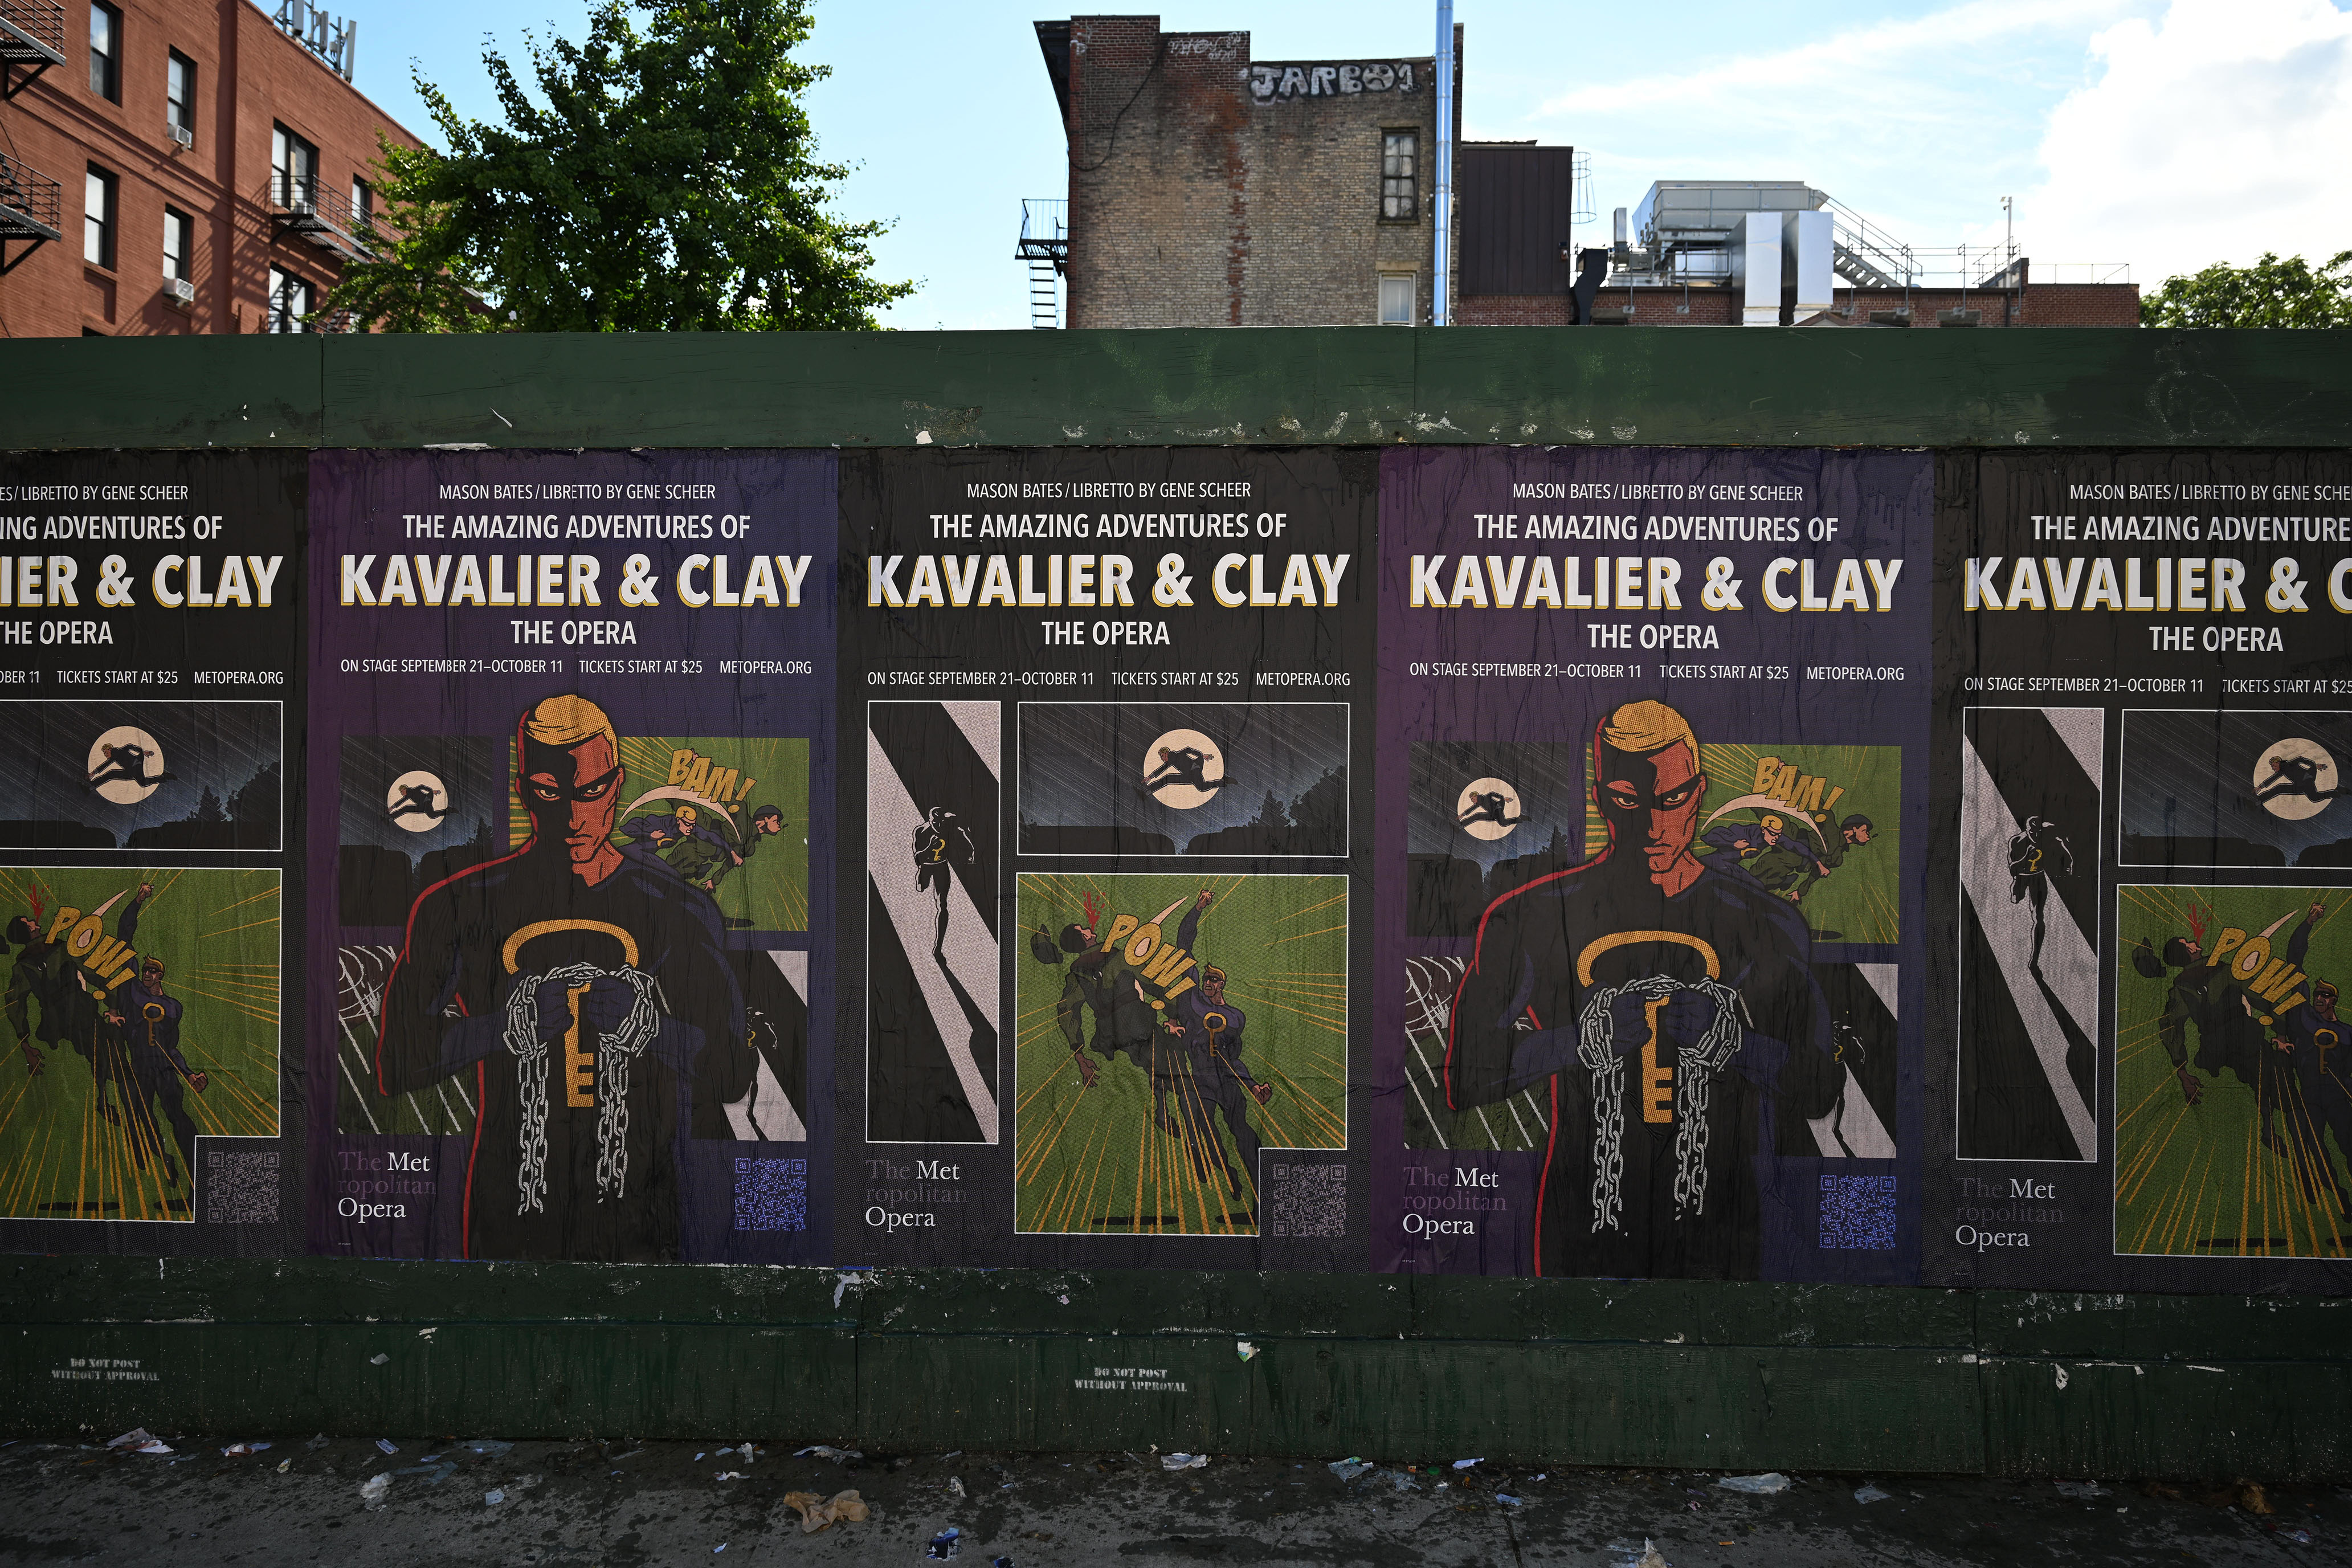 JARBO1
ES / LIBRETTO BY GENE SCHEER
NG ADVENTURES OF
IER & CLAY
THE OPERA
OBER 11 TICKETS START AT $25 METOPERA.ORG
POW!
MASON BATES / LIBRETTO BY GENE SCHEER
THE AMAZING ADVENTURES OF
KAVALIER & CLAY
THE OPERA
ON STAGE SEPTEMBER 21–OCTOBER 11 TICKETS START AT $25 METOPERA.ORG
BAM!
The Met
ropolitan
Opera
MASON BATES / LIBRETTO BY GENE SCHEER
THE AMAZING ADVENTURES OF
KAVALIER & CLAY
THE OPERA
ON STAGE SEPTEMBER 21–OCTOBER 11 TICKETS START AT $25 METOPERA.ORG
POW!
The Met
ropolitan
Opera
MASON BATES / LIBRETTO BY GENE SCHEER
THE AMAZING ADVENTURES OF
KAVALIER & CLAY
THE OPERA
ON STAGE SEPTEMBER 21–OCTOBER 11 TICKETS START AT $25 METOPERA.ORG
BAM!
The Met
ropolitan
Opera
MASON BATES / LIBRETTO BY GENE SCHEE
THE AMAZING ADVENTURE
KAVALIER & C
THE OPERA
ON STAGE SEPTEMBER 21–OCTOBER 11 TICKETS START AT $25
POW!
The Met
ropolitan
Opera
DO NOT POST
WITHOUT APPROVAL
DO NOT POST
WITHOUT APPROVAL